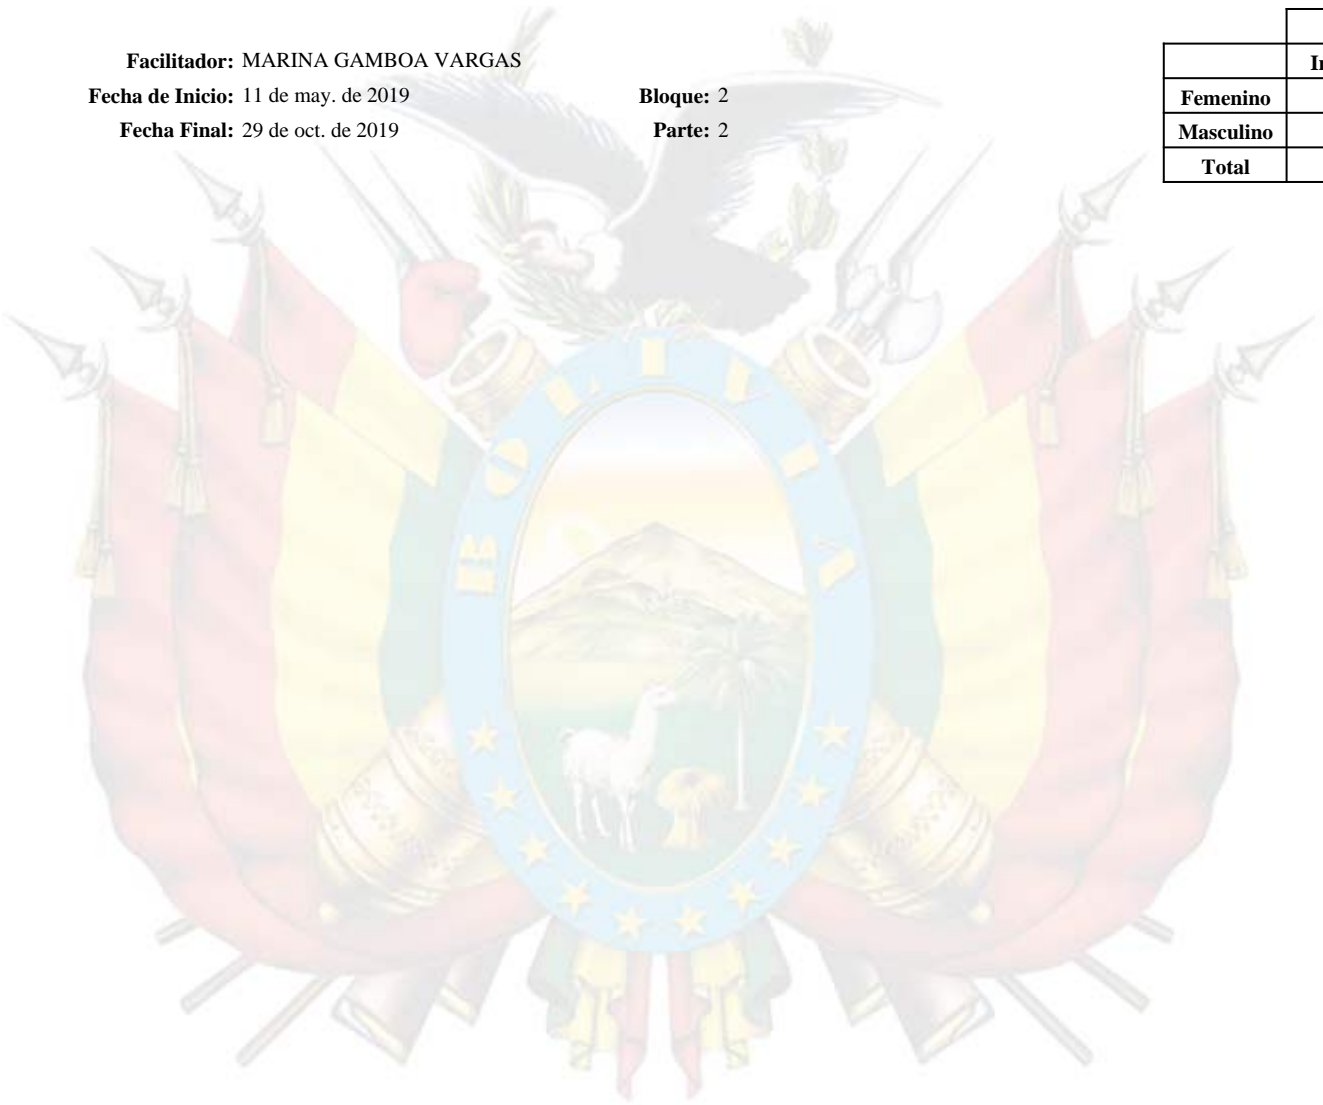 Facilitador: MARINA GAMBOA VARGAS
Fecha de Inicio: 11 de may. de 2019 Bloque: 2
Fecha Final: 29 de oct. de 2019 Parte: 2
Femenino
Masculino
Total
BOLIVIA